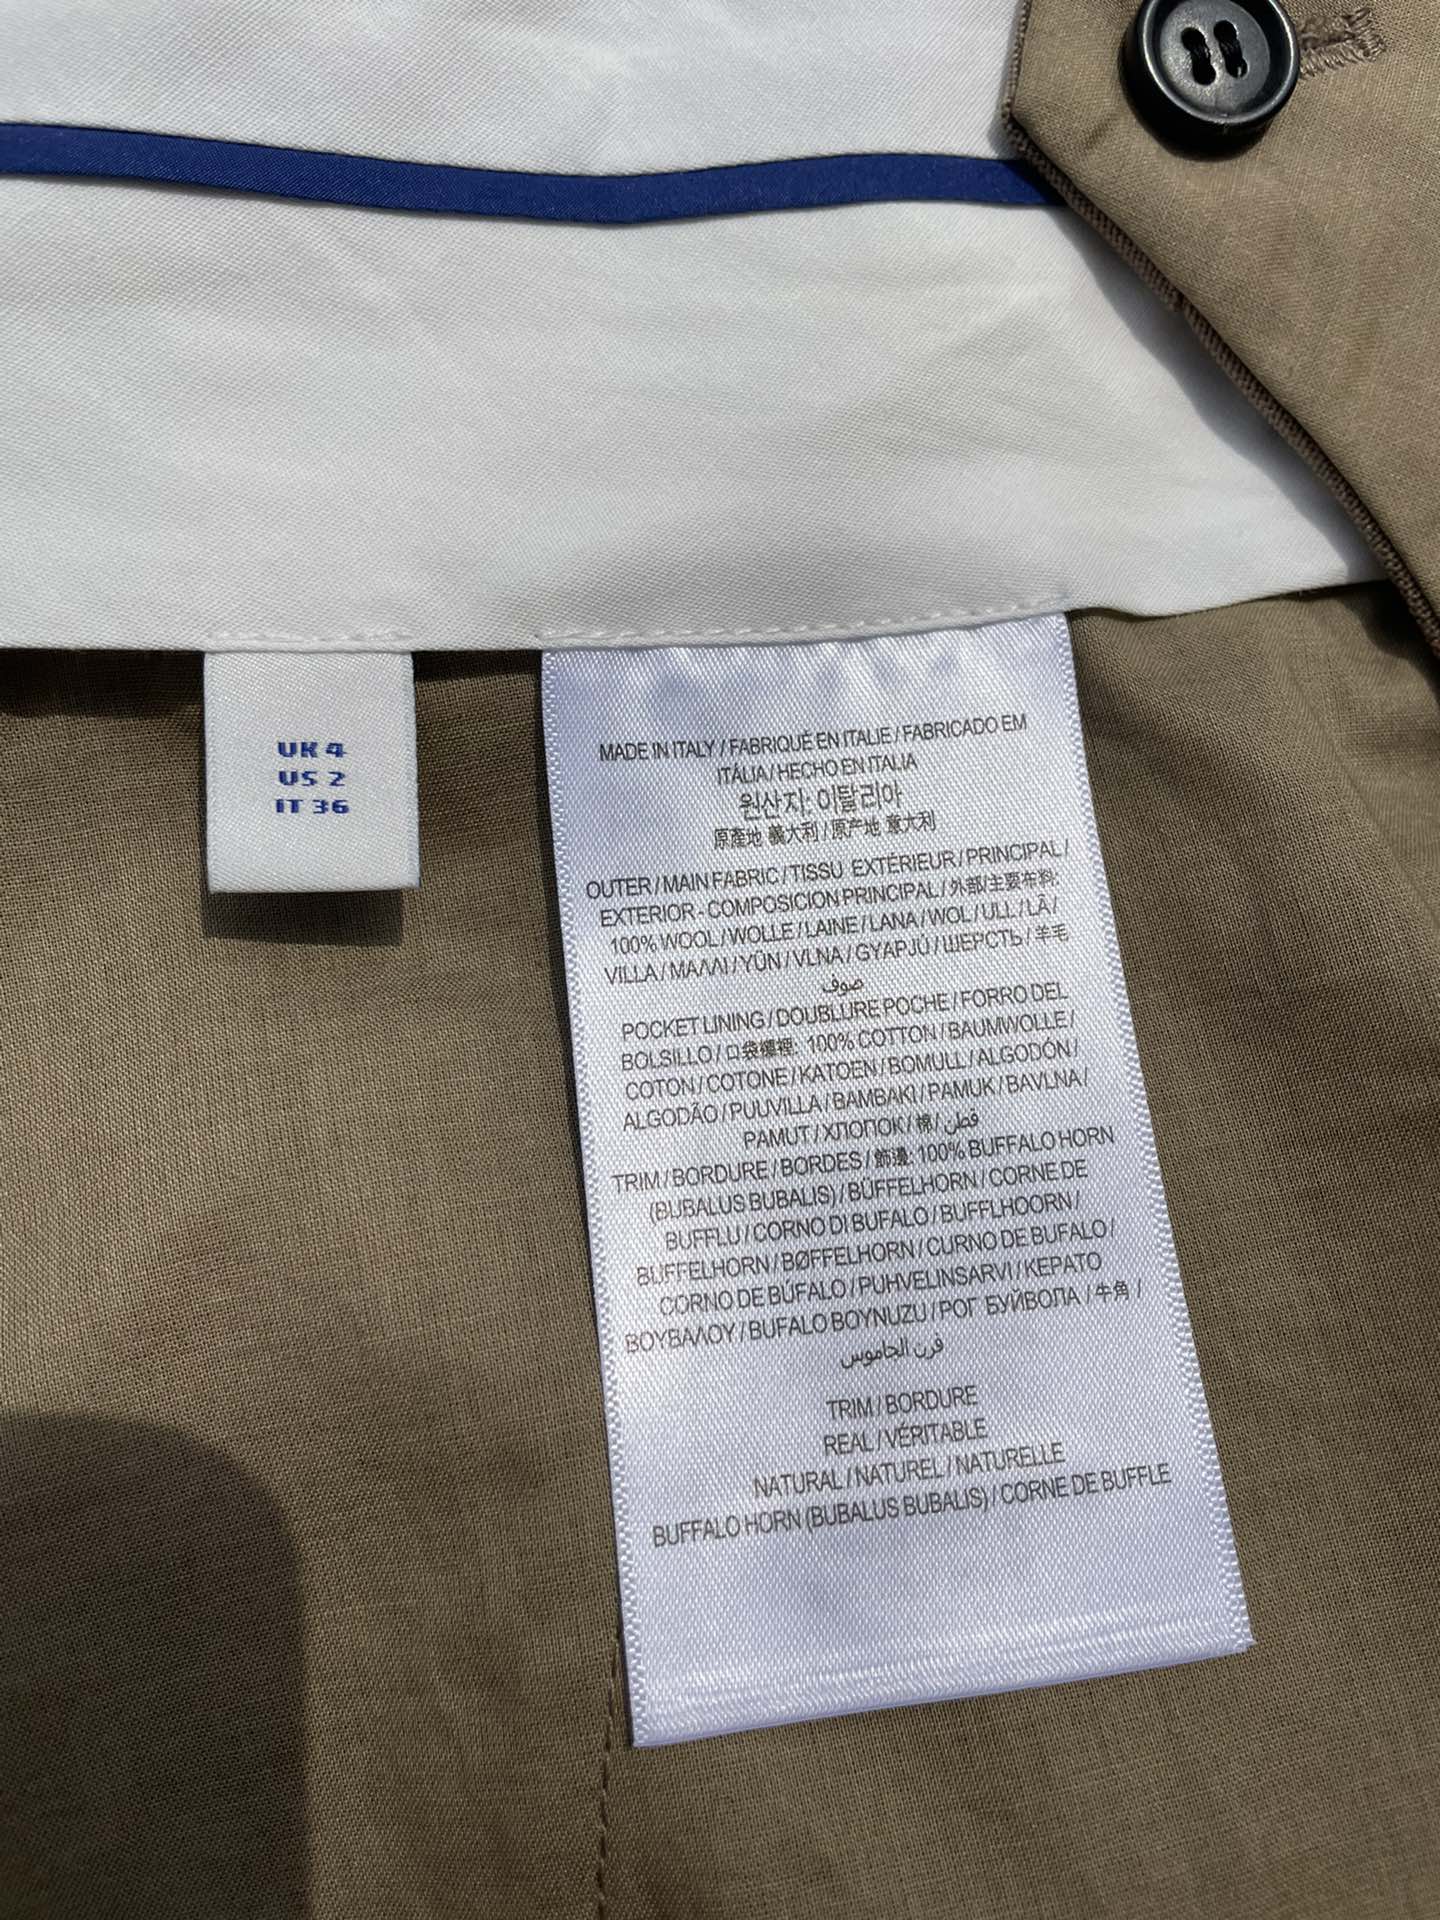 UK 4
US 2
IT 36
MADE IN ITALY / FABRIQUÉ EN ITALIE / FABRICADO EM
ITÁLIA / HECHO EN ITALIA
원산지: 이탈리아
原產地 義大利 / 原产地 意大利
OUTER / MAIN FABRIC / TISSU EXTÉRIEUR / PRINCIPAL /
EXTERIOR - COMPOSICION PRINCIPAL / 外部/主要布料:
100% WOOL / WOLLE / LAINE / LANA / WOL / ULL / LÃ /
VILLA / ΜΑΛΛΙ / YÜN / VLNA / GYAPJÚ / ШЕРСТЬ / 羊毛
صوف
POCKET LINING / DOUBLURE POCHE / FORRO DEL
BOLSILLO / 口袋襯裡: 100% COTTON / BAUMWOLLE /
COTON / COTONE / KATOEN / BOMULL / ALGODÓN /
ALGODÃO / PUUVILLA / BAMBAKI / PAMUK / BAVLNA /
PAMUT / ХЛОПОК / 棉 / قطن
TRIM / BORDURE / BORDES / 飾邊: 100% BUFFALO HORN
(BUBALUS BUBALIS) / BÜFFELHORN / CORNE DE
BUFFLU / CORNO DI BUFALO / BUFFLHOORN /
BUFFELHORN / BØFFELHORN / CURNO DE BUFALO /
CORNO DE BÚFALO / PUHVELINSARVI / ΚΕΡΑΤΟ
ΒΟΥΒΑΛΟΥ / BUFALO BOYNUZU / РОГ БУЙВОЛА / 牛角 /
قرن الجاموس
TRIM / BORDURE
REAL / VÉRITABLE
NATURAL / NATUREL / NATURELLE
BUFFALO HORN (BUBALUS BUBALIS) / CORNE DE BUFFLE